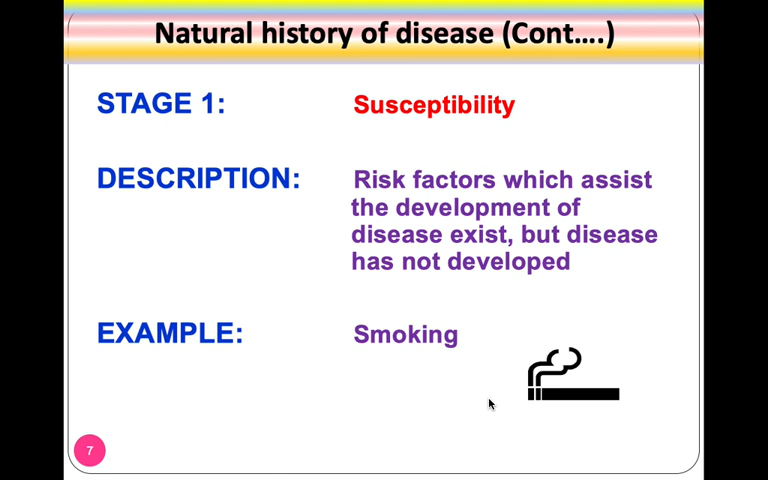 Natural history of disease (Cont....)
STAGE 1: Susceptibility
DESCRIPTION: Risk factors which assist
the development of
disease exist, but disease
has not developed
EXAMPLE: Smoking
7